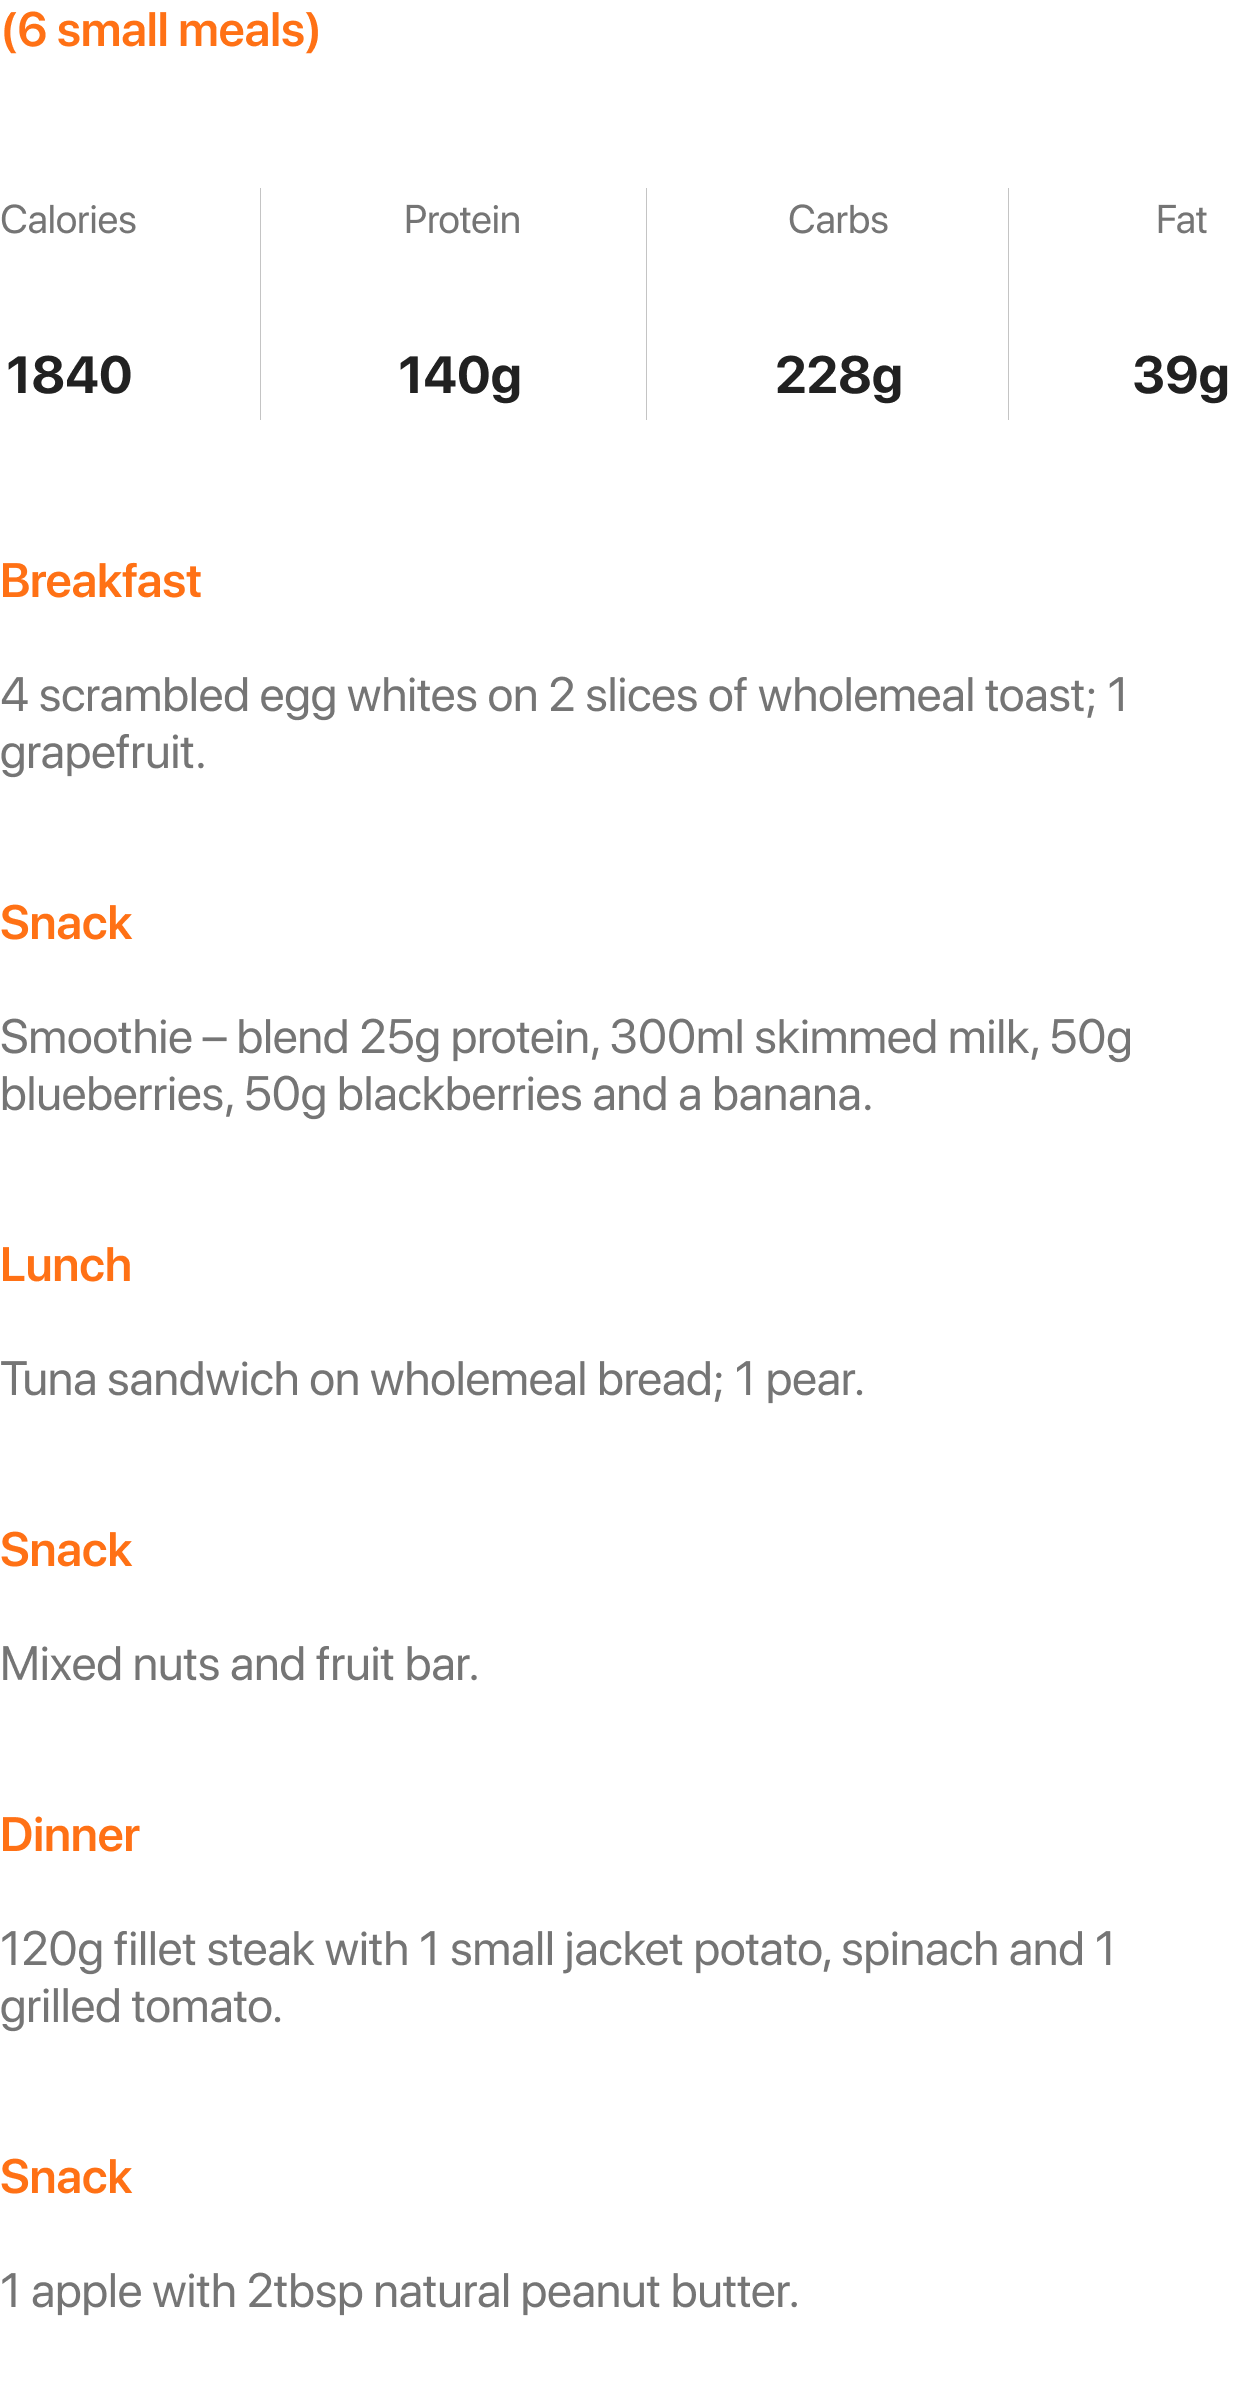 (6 small meals)
Calories Protein Carbs Fat
1840 140g 228g 39g
Breakfast
4 scrambled egg whites on 2 slices of wholemeal toast; 1
grapefruit.
Snack
Smoothie – blend 25g protein, 300ml skimmed milk, 50g
blueberries, 50g blackberries and a banana.
Lunch
Tuna sandwich on wholemeal bread; 1 pear.
Snack
Mixed nuts and fruit bar.
Dinner
120g fillet steak with 1 small jacket potato, spinach and 1
grilled tomato.
Snack
1 apple with 2tbsp natural peanut butter.